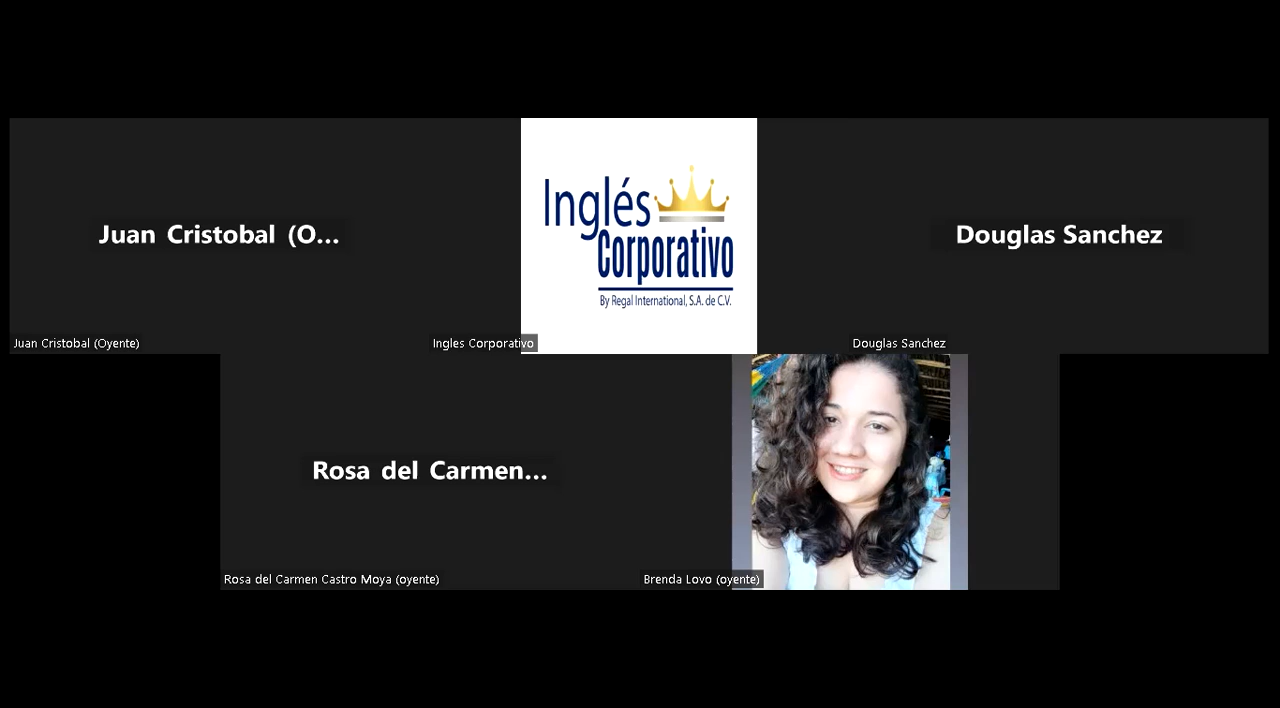 Juan Cristobal (O...
Inglés
Corporativo
By Regal International, S.A. de C.V.
Douglas Sanchez
Juan Cristobal (Oyente)
Ingles Corporativo
Douglas Sanchez
Rosa del Carmen...
Rosa del Carmen Castro Moya (oyente)
Brenda Lovo (oyente)